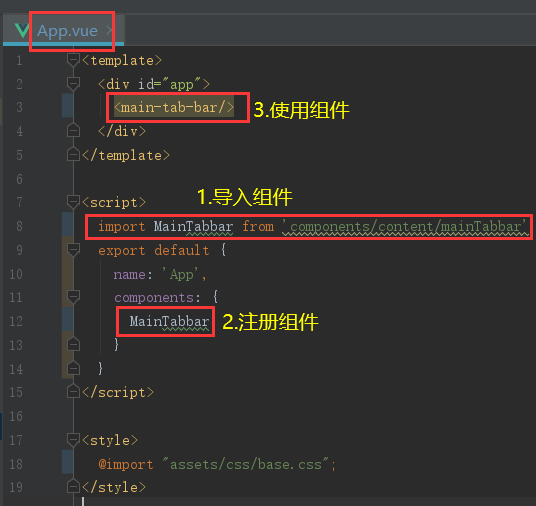 App.vue ×
1 <template>
2 <div id="app">
3 <main-tab-bar/> 3.使用组件
4 </div>
5 </template>
6
1.导入组件
7 <script>
8 import MainTabbar from 'components/content/mainTabbar'
9 export default {
10 name: 'App',
11 components: {
12 MainTabbar 2.注册组件
13 }
14 }
15 </script>
16
17 <style>
18 @import "assets/css/base.css";
19 </style>